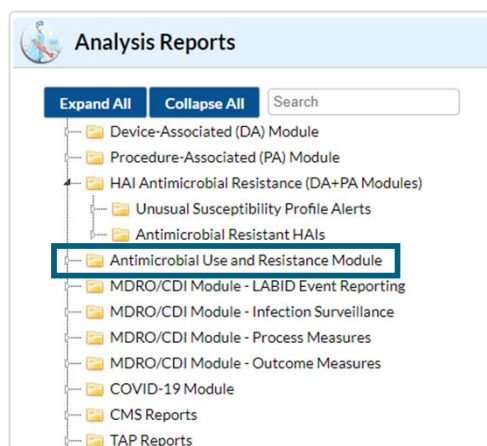 Analysis Reports
Expand All Collapse All Search
Device-Associated (DA) Module
Procedure-Associated (PA) Module
HAI Antimicrobial Resistance (DA+PA Modules)
Unusual Susceptibility Profile Alerts
Antimicrobial Resistant HAIs
Antimicrobial Use and Resistance Module
MDRO/CDI Module - LABID Event Reporting
MDRO/CDI Module - Infection Surveillance
MDRO/CDI Module - Process Measures
MDRO/CDI Module - Outcome Measures
COVID-19 Module
CMS Reports
TAP Reports